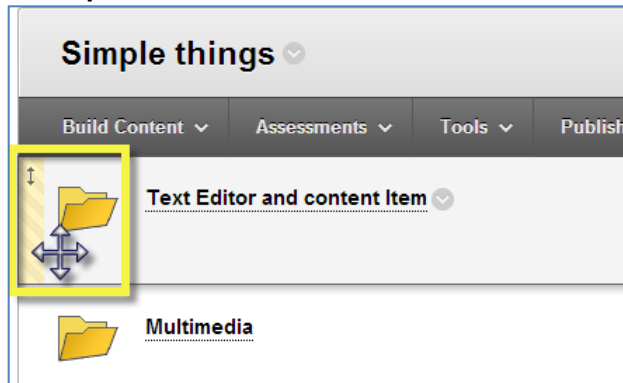 Simple things
Build Content Assessments Tools Publish
Text Editor and content Item
Multimedia